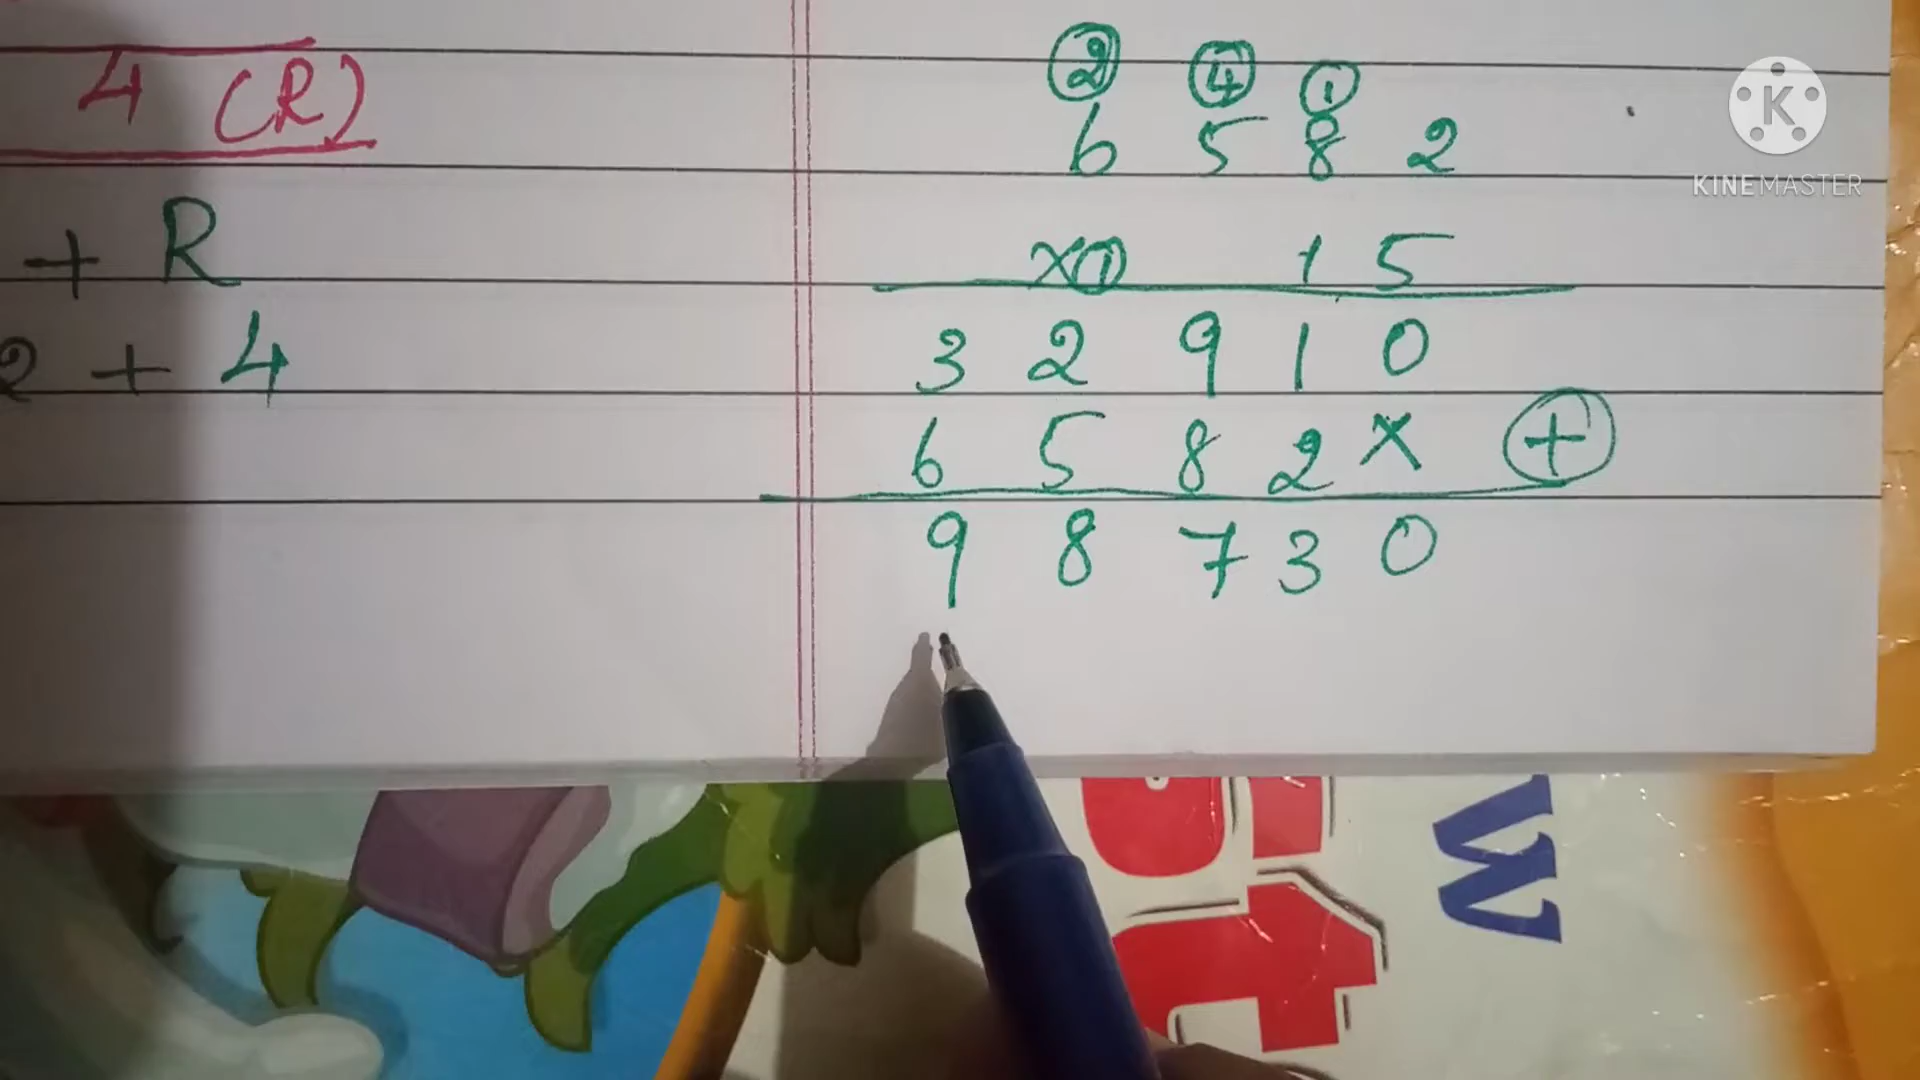 4 (R)
+ R
2 + 4
2 4 1
6 5 8 2
× 1 1 5
3 2 9 1 0
6 5 8 2 × +
9 8 7 3 0
K
KINEMASTER
W